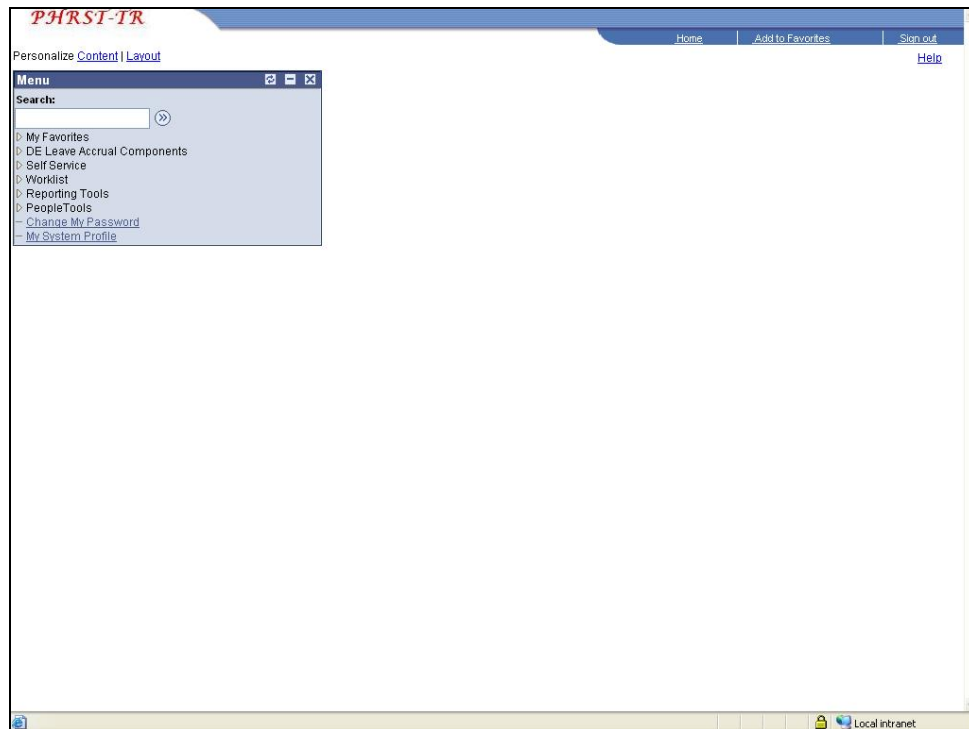 PHRST-TR
Home Add to Favorites Sign out
Personalize Content | Layout Help
Menu
Search:
My Favorites
DE Leave Accrual Components
Self Service
Worklist
Reporting Tools
PeopleTools
Change My Password
My System Profile
Local intranet